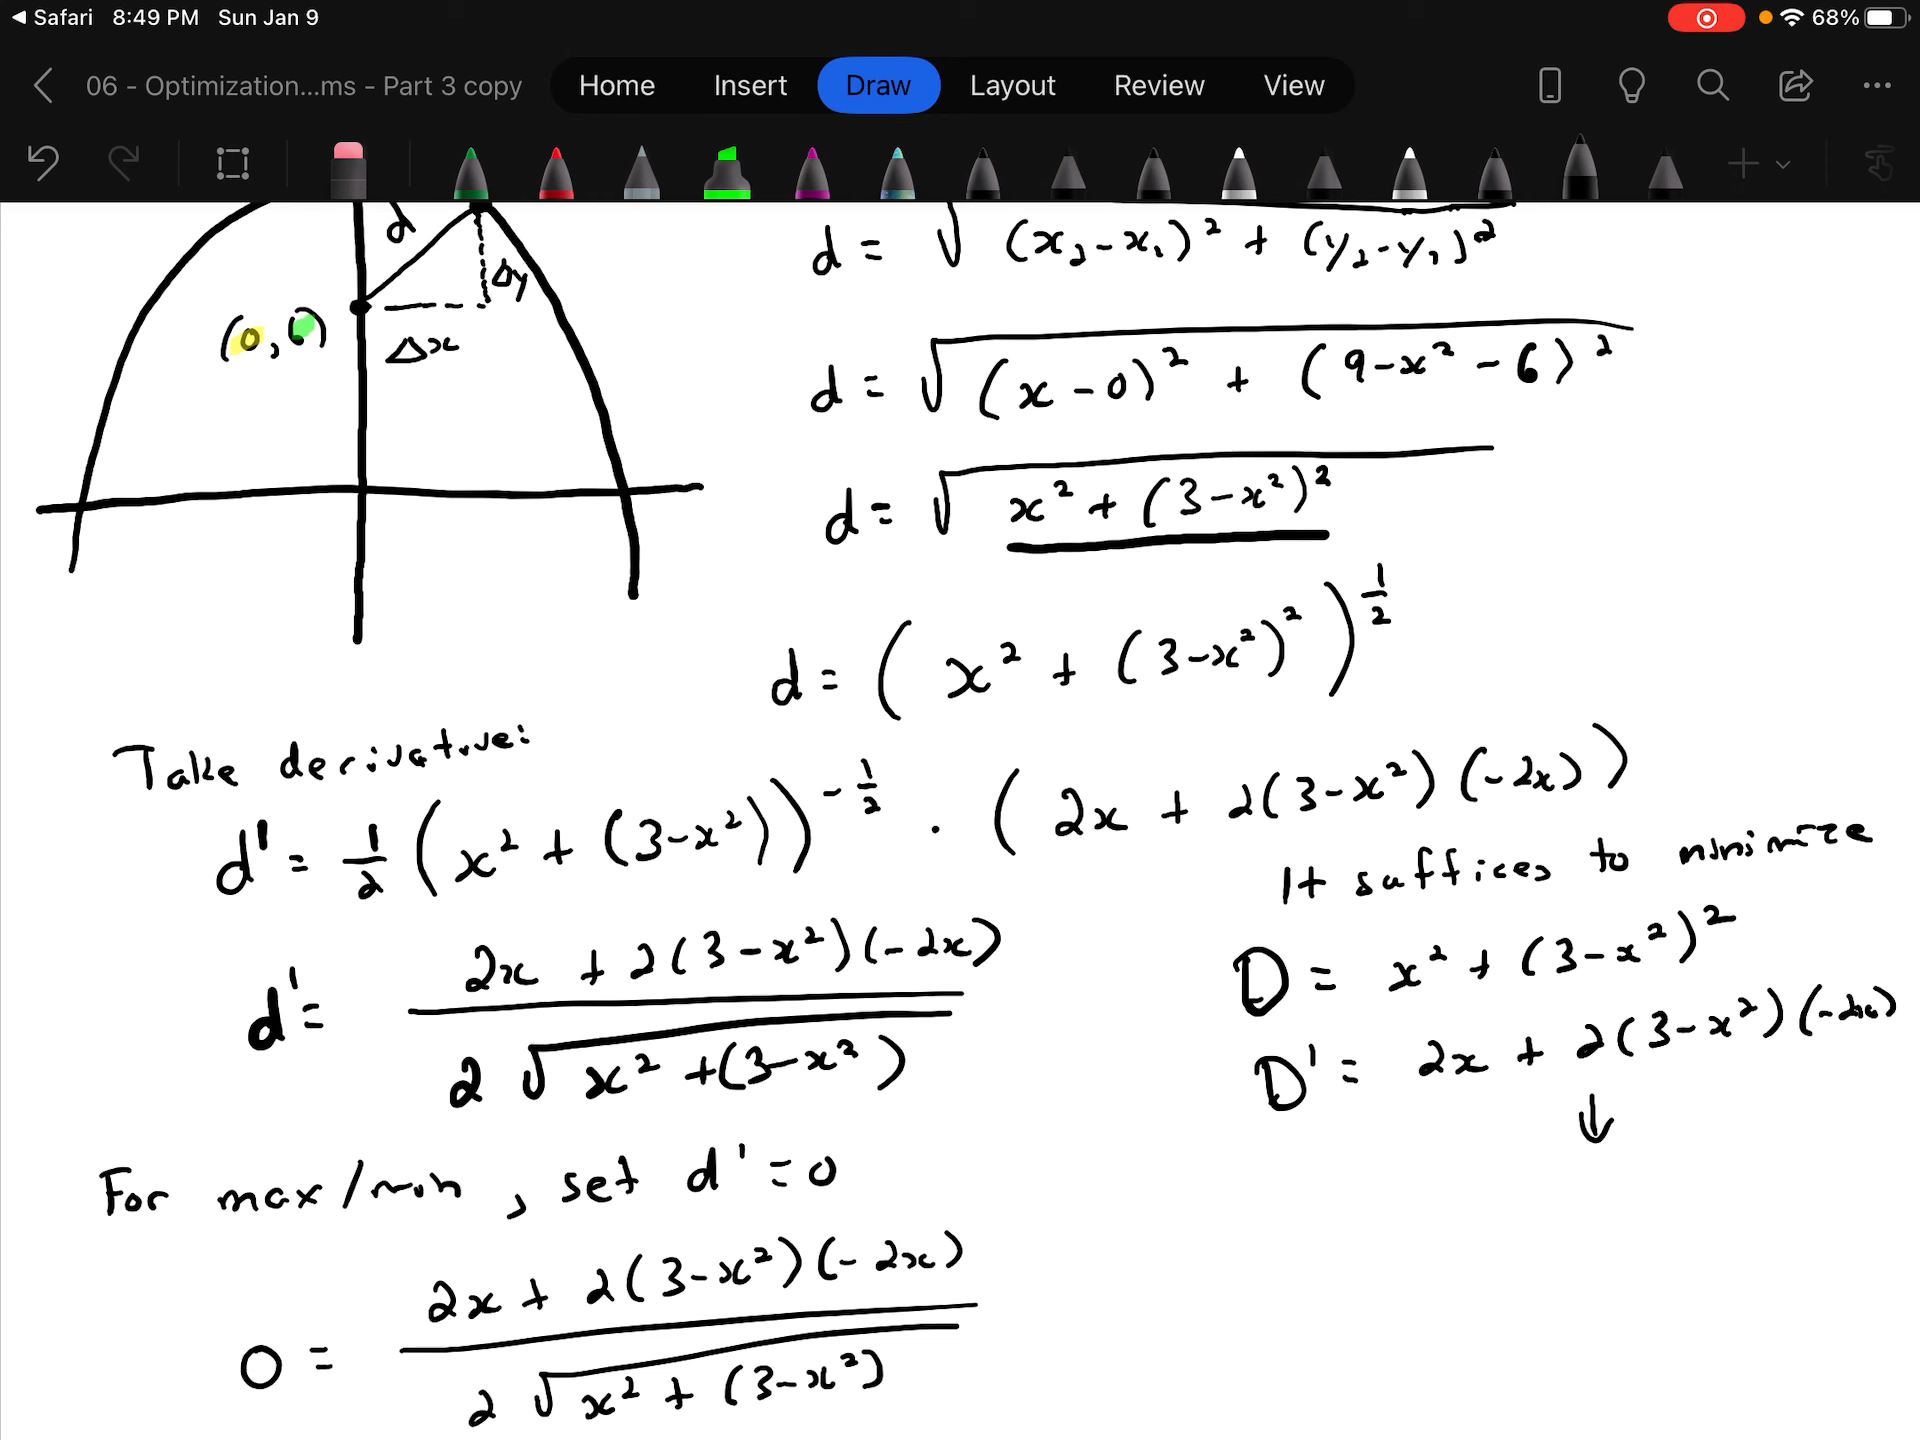 Safari 8:49 PM Sun Jan 9 68%
06 - Optimization...ms - Part 3 copy Home Insert Draw Layout Review View
d
Δy
(0, 6)
Δx
d = √((x₂-x₁)² + (y₂-y₁)²)
d = √((x-0)² + (9-x²-6)²)
d = √(x² + (3-x²)²)
d = (x² + (3-x²)²)^(1/2)
Take derivative:
d' = 1/2 (x² + (3-x²))^(-1/2) · (2x + 2(3-x²)(-2x))
It suffices to minimize
D = x² + (3-x²)²
D' = 2x + 2(3-x²)(-2x)
↓
d' = (2x + 2(3-x²)(-2x)) / (2√(x² + (3-x²)))
For max/min, set d' = 0
0 = (2x + 2(3-x²)(-2x)) / (2√(x² + (3-x²)))